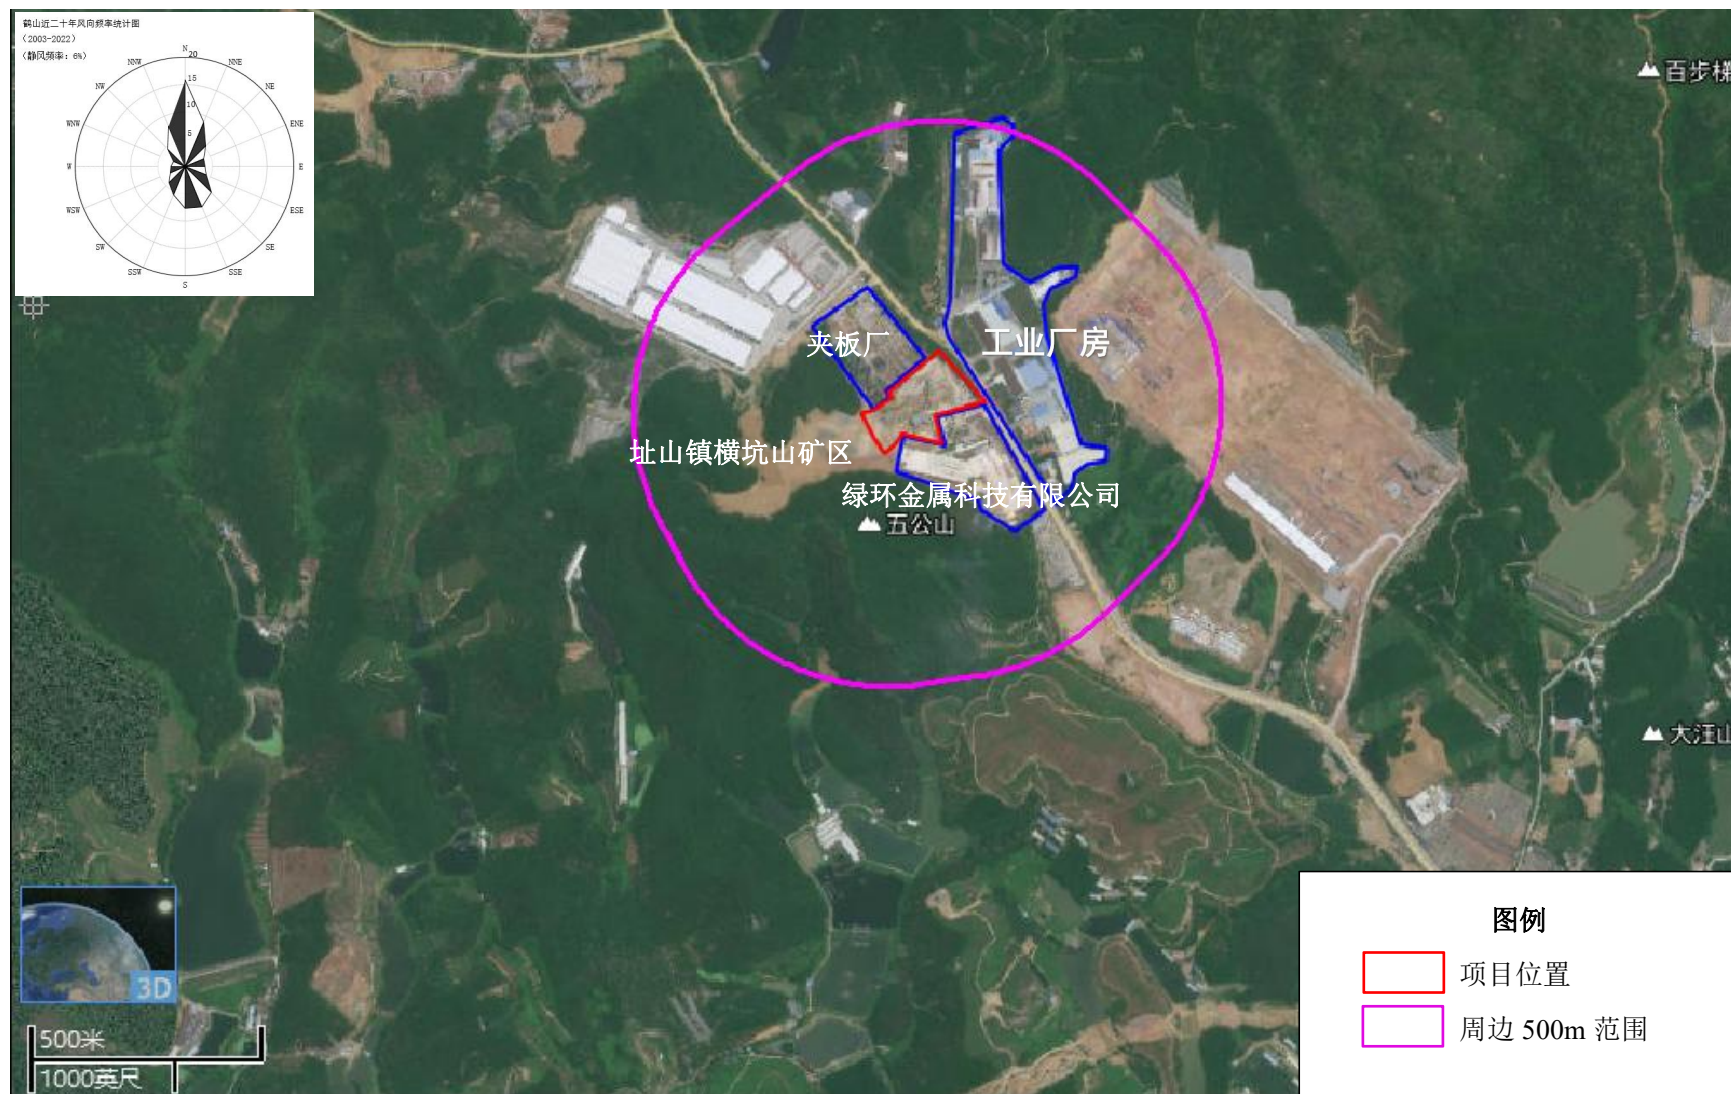 鹤山近二十年风向频率统计图
(2003-2022)
(静风频率: 6%)
N
20
NNW
NNE
15
NW
NE
10
WNW
ENE
5
W
E
WSW
ESE
SW
SE
SSW
SSE
S
百步梯
夹板厂
工业厂房
址山镇横坑山矿区
绿环金属科技有限公司
五公山
大汪山
3D
500米
1000英尺
图例
项目位置
周边 500m 范围